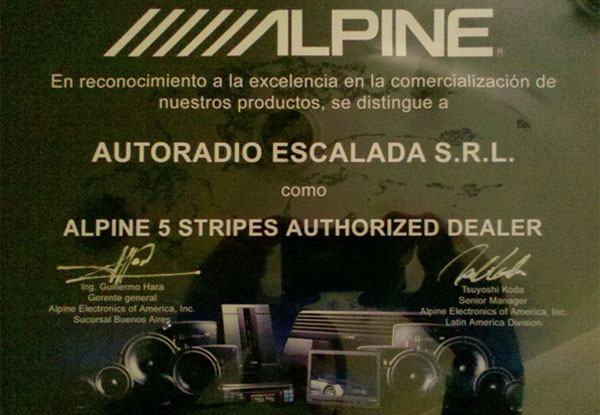 ALPINE
En reconocimiento a la excelencia en la comercialización de
nuestros productos, se distingue a
AUTORADIO ESCALADA S.R.L.
como
ALPINE 5 STRIPES AUTHORIZED DEALER
Ing. Guillermo Hara
Gerente general
Alpine Electronics of America, Inc.
Sucursal Buenos Aires
Tsuyoshi Koda
Senior Manager
Alpine Electronics of America, Inc.
Latin America Division